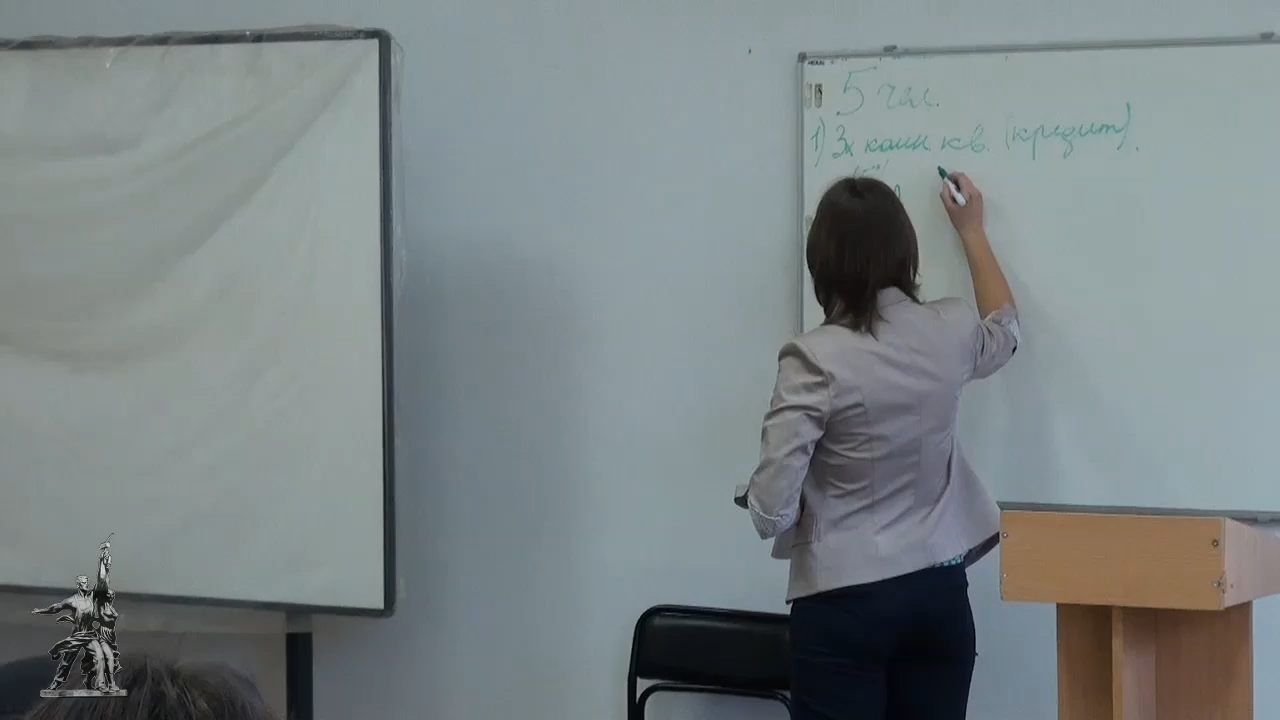 5 чел.
1) 3х комн. кв. (кредит).